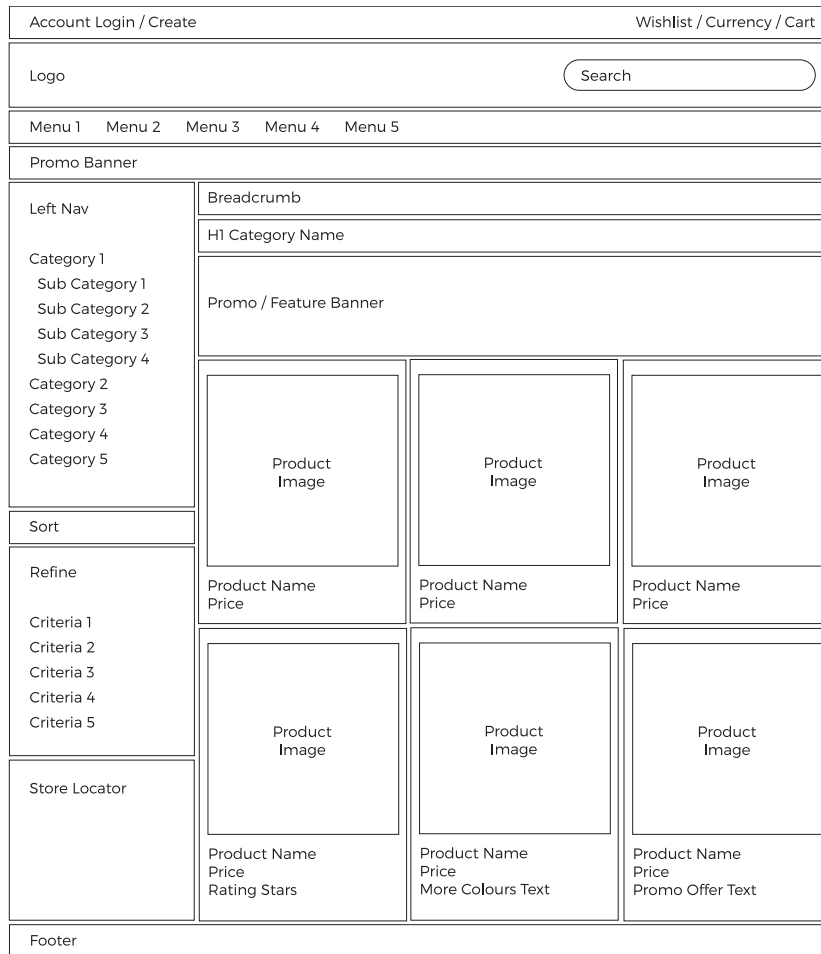 Account Login / Create
Wishlist / Currency / Cart
Logo
Search
Menu 1
Menu 2
Menu 3
Menu 4
Menu 5
Promo Banner
Left Nav
Category 1
Sub Category 1
Sub Category 2
Sub Category 3
Sub Category 4
Category 2
Category 3
Category 4
Category 5
Sort
Refine
Criteria 1
Criteria 2
Criteria 3
Criteria 4
Criteria 5
Store Locator
Breadcrumb
H1 Category Name
Promo / Feature Banner
Product
Image
Product Name
Price
Product
Image
Product Name
Price
Product
Image
Product Name
Price
Product
Image
Product Name
Price
Rating Stars
Product
Image
Product Name
Price
More Colours Text
Product
Image
Product Name
Price
Promo Offer Text
Footer